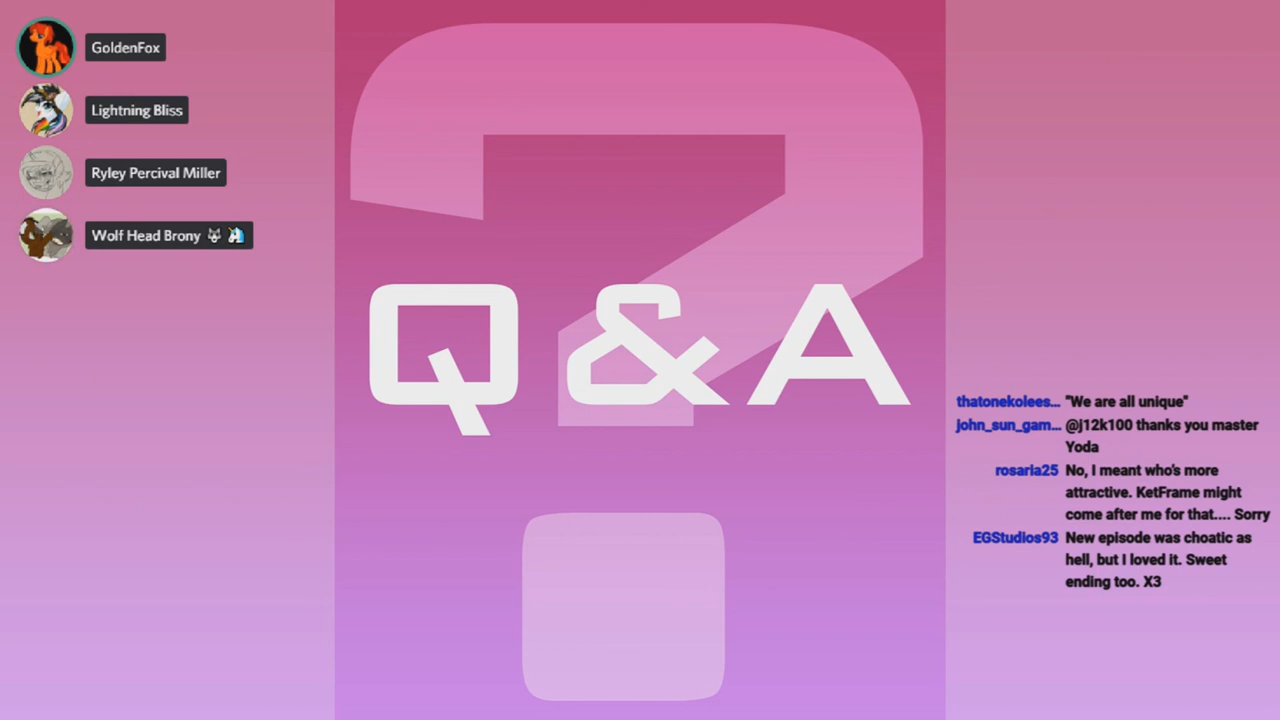 GoldenFox
Lightning Bliss
Ryley Percival Miller
Wolf Head Brony 🐺 🦄
?
Q & A
thatonekolees... "We are all unique"
john_sun_gam... @j12k100 thanks you master
Yoda
rosaria25 No, I meant who's more
attractive. KetFrame might
come after me for that.... Sorry
EGStudios93 New episode was choatic as
hell, but I loved it. Sweet
ending too. X3